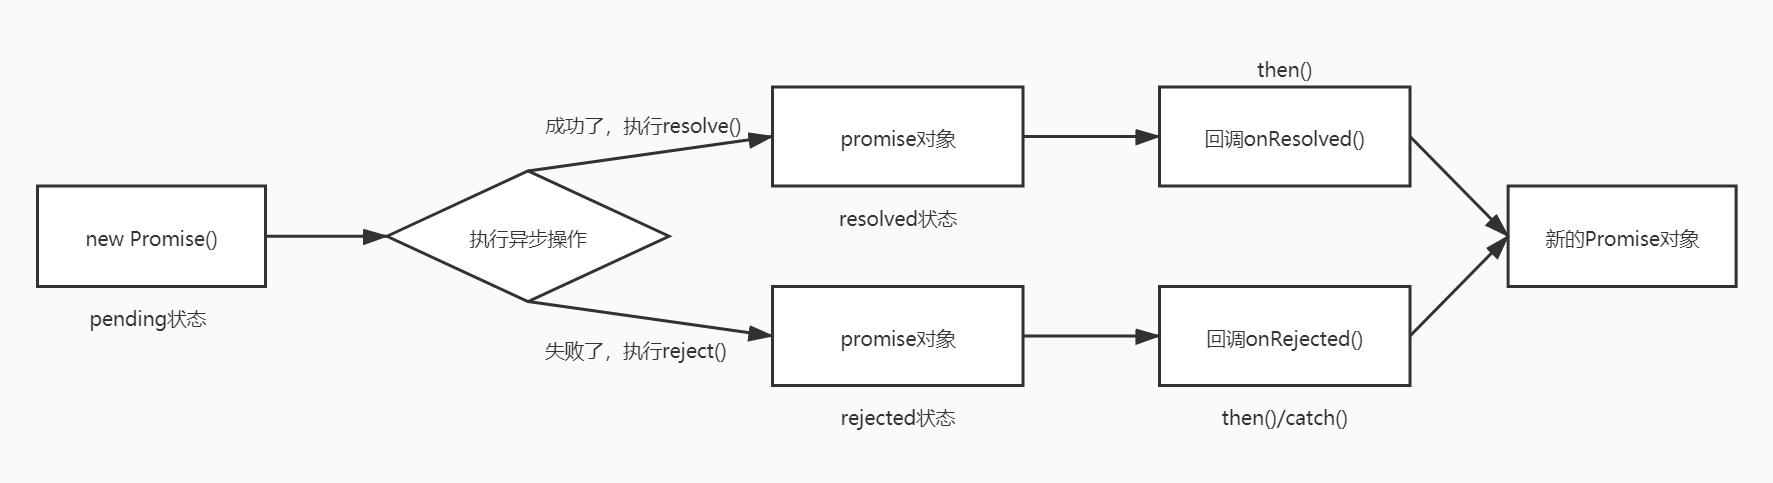 new Promise()
pending状态
执行异步操作
成功了，执行resolve()
promise对象
resolved状态
then()
回调onResolved()
失败了，执行reject()
promise对象
rejected状态
回调onRejected()
then()/catch()
新的Promise对象